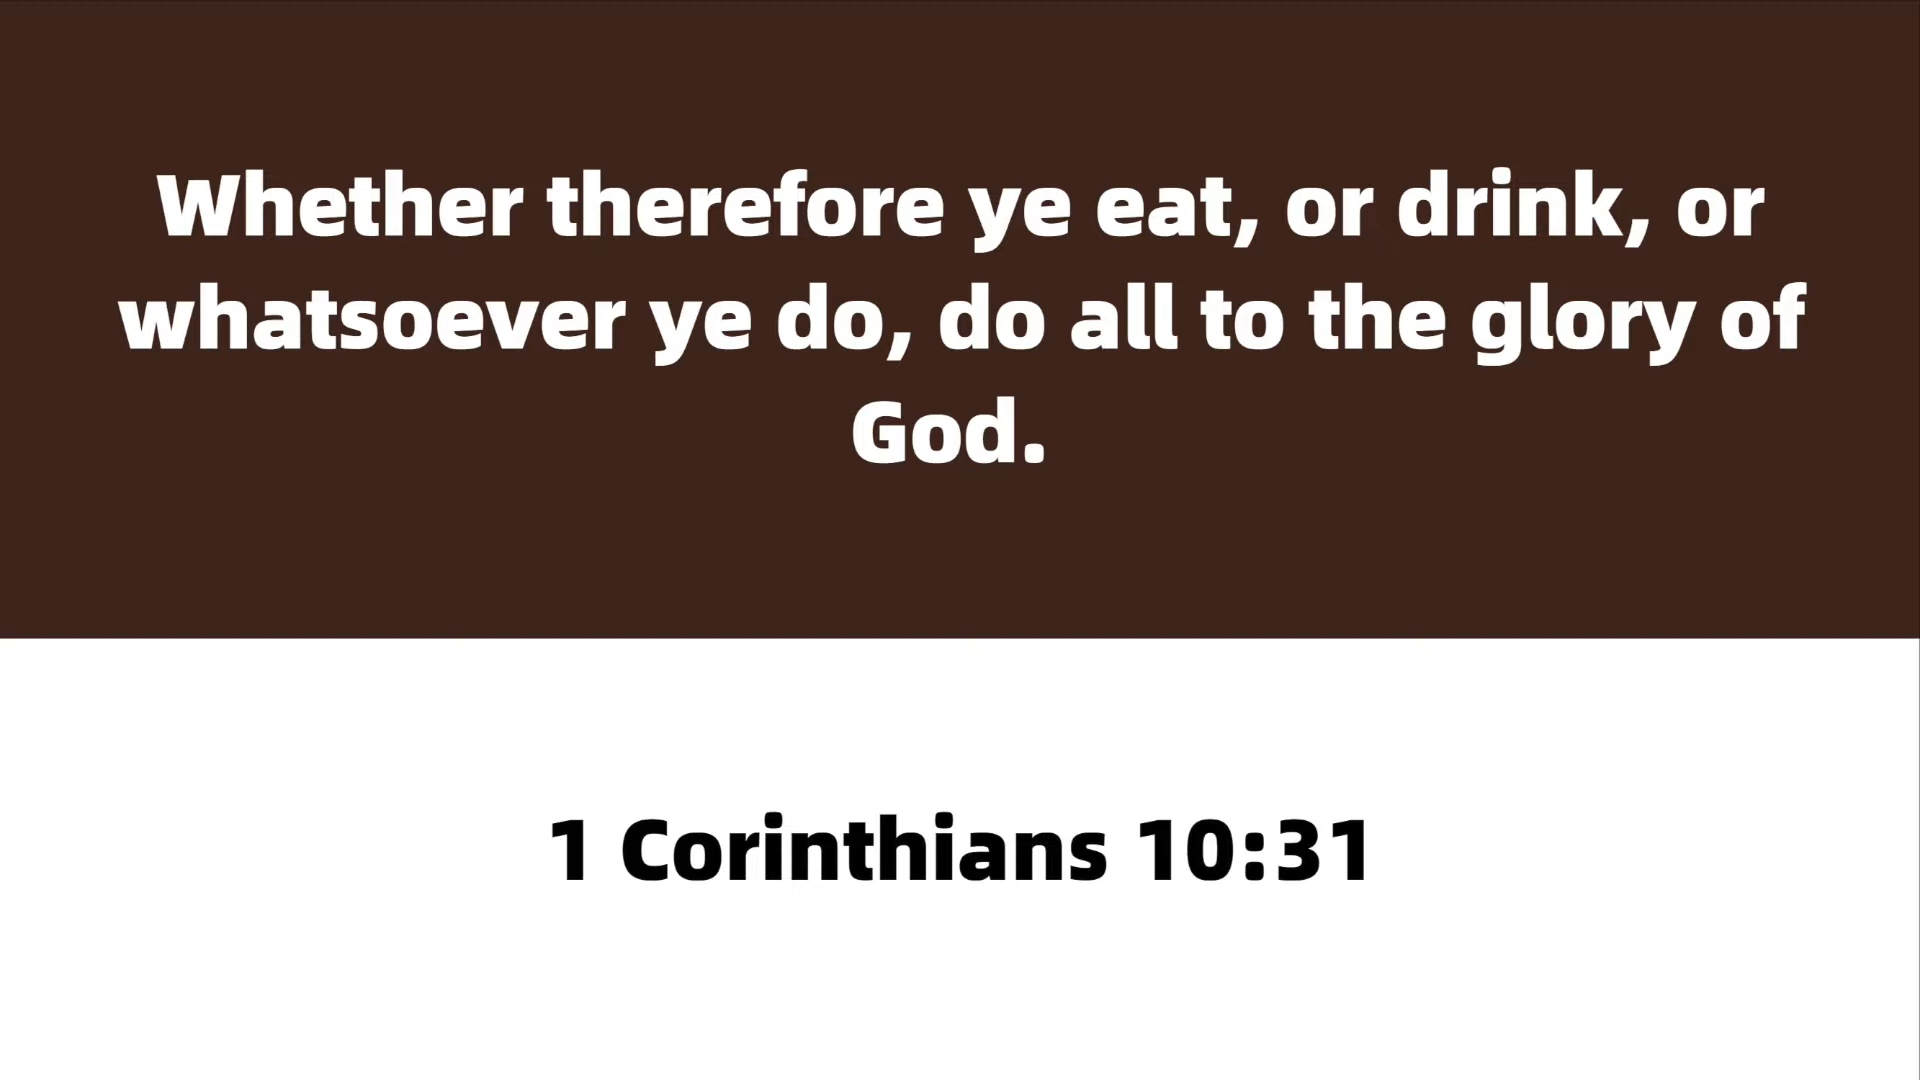 Whether therefore ye eat, or drink, or
whatsoever ye do, do all to the glory of
God.
1 Corinthians 10:31